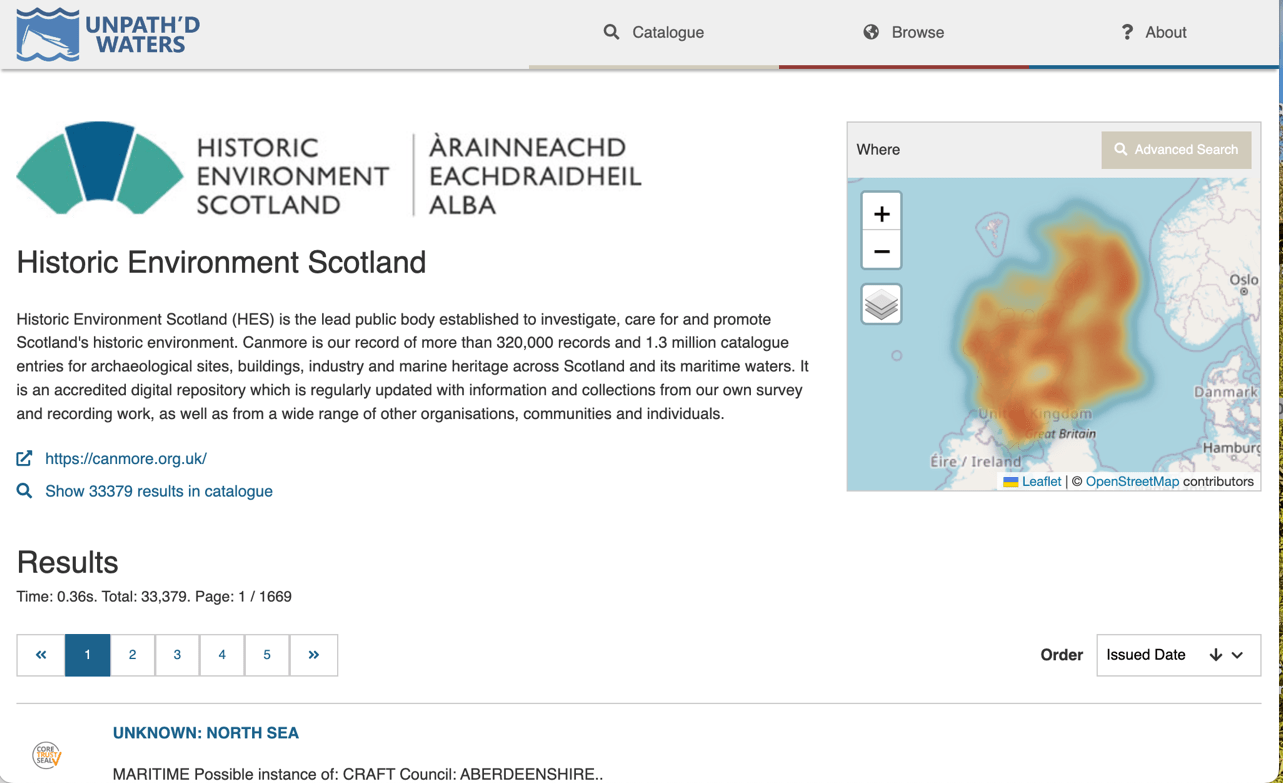 UNPATH'D
WATERS
Catalogue
Browse
? About
HISTORIC
ENVIRONMENT
SCOTLAND
ÀRAINNEACHD
EACHDRAIDHEIL
ALBA
Where
Advanced Search
+
−
Oslo
Danmark
United Kingdom
Great Britain
Hamburg
Éire / Ireland
Leaflet | © OpenStreetMap contributors
Historic Environment Scotland
Historic Environment Scotland (HES) is the lead public body established to investigate, care for and promote
Scotland's historic environment. Canmore is our record of more than 320,000 records and 1.3 million catalogue
entries for archaeological sites, buildings, industry and marine heritage across Scotland and its maritime waters. It
is an accredited digital repository which is regularly updated with information and collections from our own survey
and recording work, as well as from a wide range of other organisations, communities and individuals.
https://canmore.org.uk/
Show 33379 results in catalogue
Results
Time: 0.36s. Total: 33,379. Page: 1 / 1669
« 1 2 3 4 5 »
Order Issued Date
UNKNOWN: NORTH SEA
CORE
TRUST
SEAL
MARITIME Possible instance of: CRAFT Council: ABERDEENSHIRE..